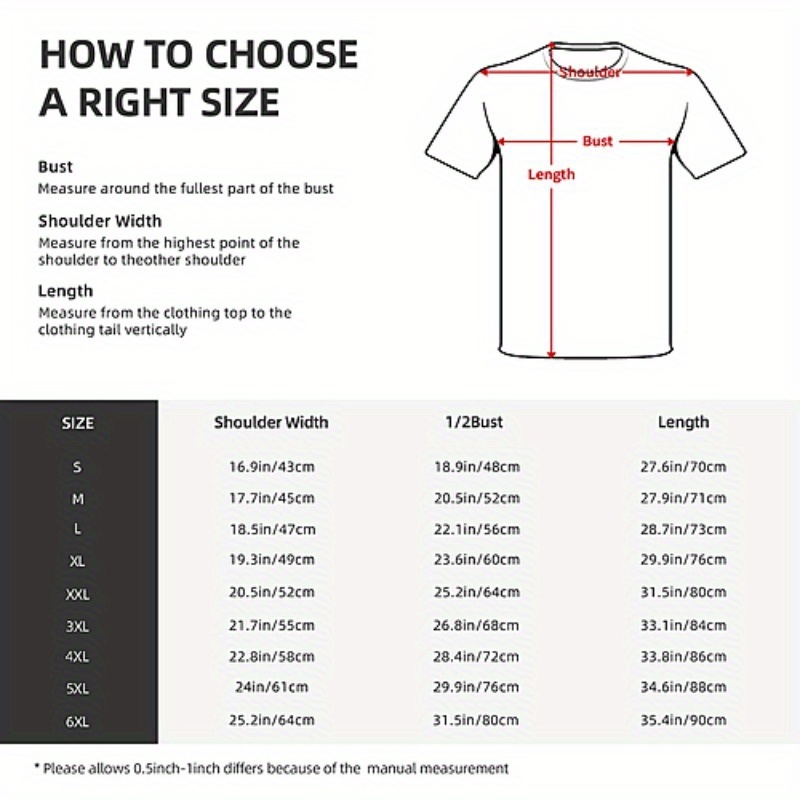 HOW TO CHOOSE
A RIGHT SIZE
Bust
Measure around the fullest part of the bust
Shoulder Width
Measure from the highest point of the
shoulder to theother shoulder
Length
Measure from the clothing top to the
clothing tail vertically
Shoulder
Bust
Length
SIZE Shoulder Width 1/2Bust Length
S 16.9in/43cm 18.9in/48cm 27.6in/70cm
M 17.7in/45cm 20.5in/52cm 27.9in/71cm
L 18.5in/47cm 22.1in/56cm 28.7in/73cm
XL 19.3in/49cm 23.6in/60cm 29.9in/76cm
XXL 20.5in/52cm 25.2in/64cm 31.5in/80cm
3XL 21.7in/55cm 26.8in/68cm 33.1in/84cm
4XL 22.8in/58cm 28.4in/72cm 33.8in/86cm
5XL 24in/61cm 29.9in/76cm 34.6in/88cm
6XL 25.2in/64cm 31.5in/80cm 35.4in/90cm
* Please allows 0.5inch-1inch differs because of the manual measurement